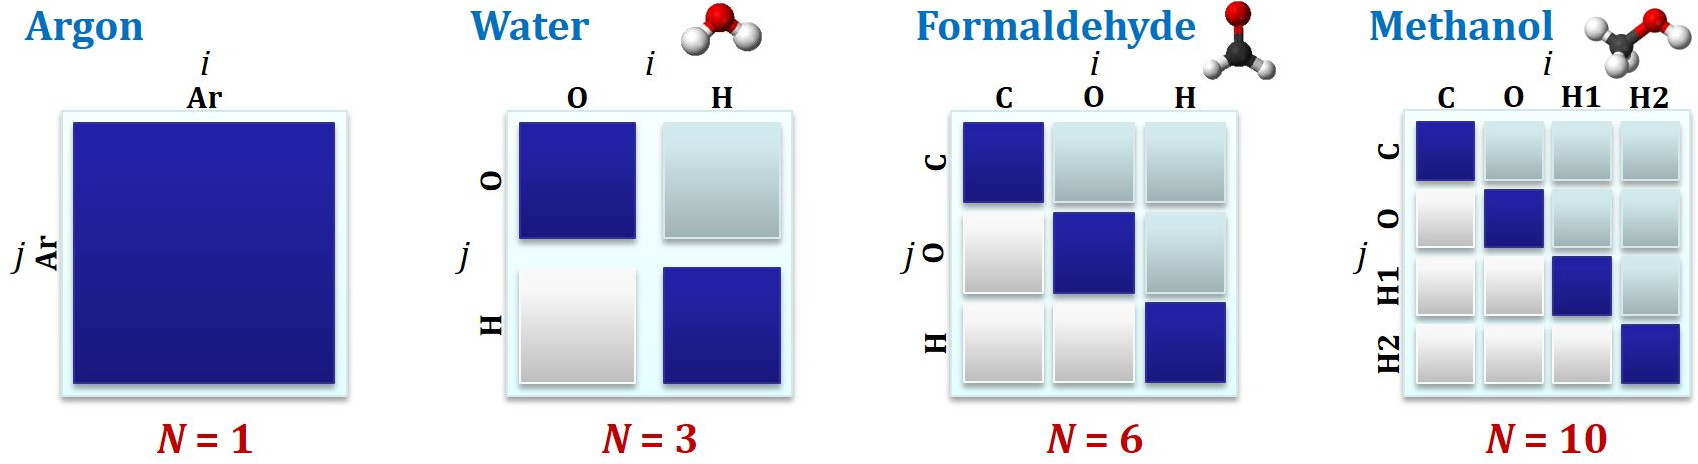 Argon
i
Ar
j
Ar
N = 1
Water
i
O H
j
O
H
N = 3
Formaldehyde
i
C O H
j
C
O
H
N = 6
Methanol
i
C O H1 H2
j
C
O
H1
H2
N = 10